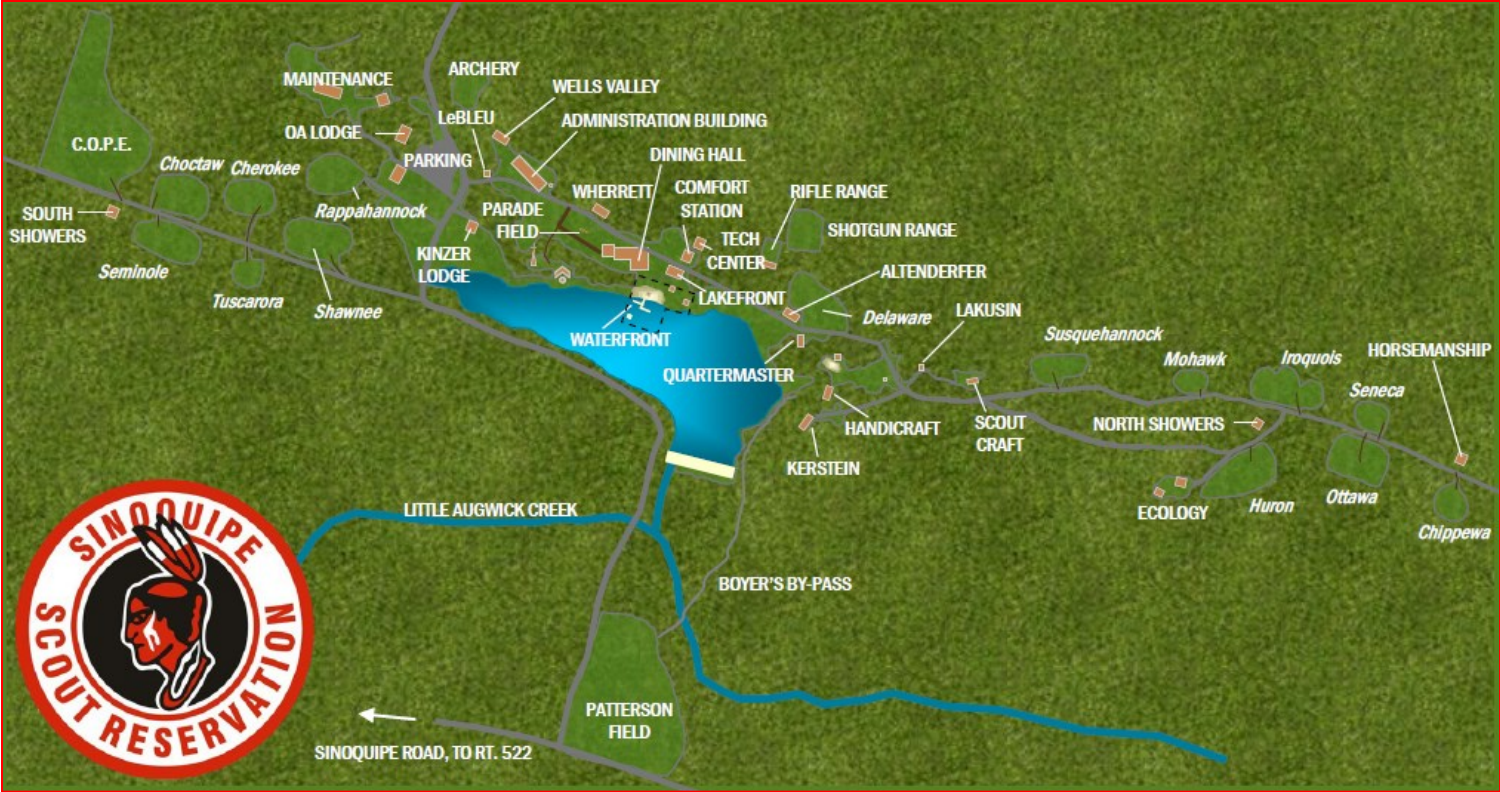 MAINTENANCE
ARCHERY
WELLS VALLEY
LeBLEU
ADMINISTRATION BUILDING
OA LODGE
C.O.P.E.
PARKING
DINING HALL
Choctaw
Cherokee
WHERRETT
COMFORT
STATION
RIFLE RANGE
Rappahannock
PARADE
FIELD
SOUTH
SHOWERS
TECH
CENTER
SHOTGUN RANGE
KINZER
LODGE
Seminole
Tuscarora
Shawnee
ALTENDERFER
LAKEFRONT
Delaware
LAKUSIN
WATERFRONT
Susquehannock
Mohawk
Iroquois
HORSEMANSHIP
QUARTERMASTER
Seneca
HANDICRAFT
SCOUT
CRAFT
NORTH SHOWERS
KERSTEIN
ECOLOGY
Huron
Ottawa
Chippewa
LITTLE AUGWICK CREEK
BOYER'S BY-PASS
SINOQUIPE
SCOUT RESERVATION
PATTERSON
FIELD
SINOQUIPE ROAD, TO RT. 522